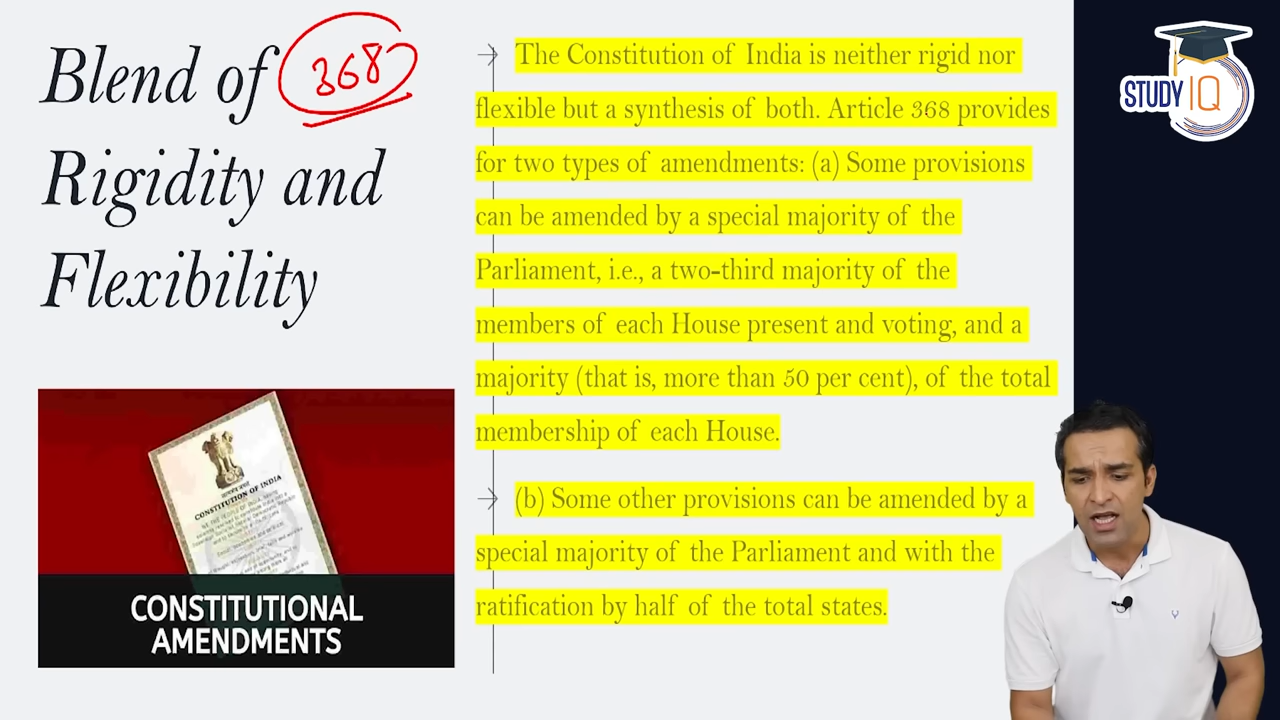 Blend of
368
Rigidity and
Flexibility
The Constitution of India is neither rigid nor
flexible but a synthesis of both. Article 368 provides
for two types of amendments: (a) Some provisions
can be amended by a special majority of the
Parliament, i.e., a two-third majority of the
members of each House present and voting, and a
majority (that is, more than 50 per cent), of the total
membership of each House.
(b) Some other provisions can be amended by a
special majority of the Parliament and with the
ratification by half of the total states.
CONSTITUTION OF INDIA
CONSTITUTIONAL
AMENDMENTS
STUDY IQ